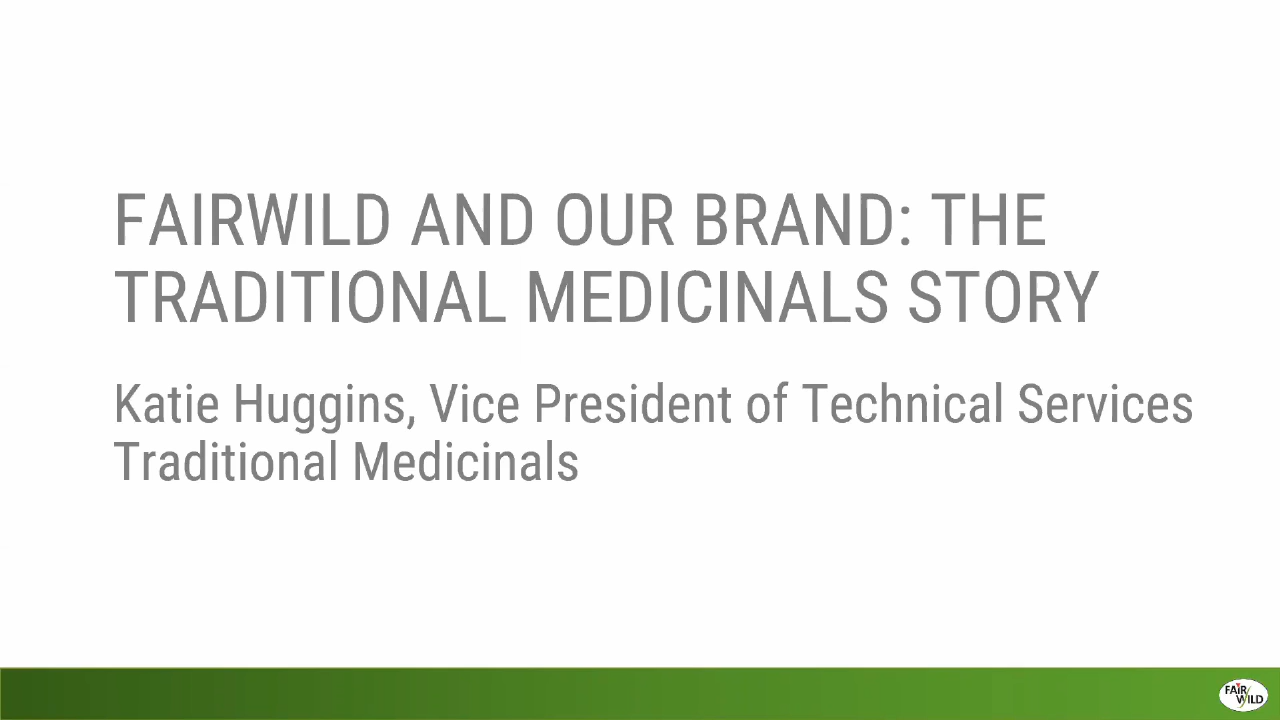 FAIRWILD AND OUR BRAND: THE
TRADITIONAL MEDICINALS STORY
Katie Huggins, Vice President of Technical Services
Traditional Medicinals
FAIR
WILD